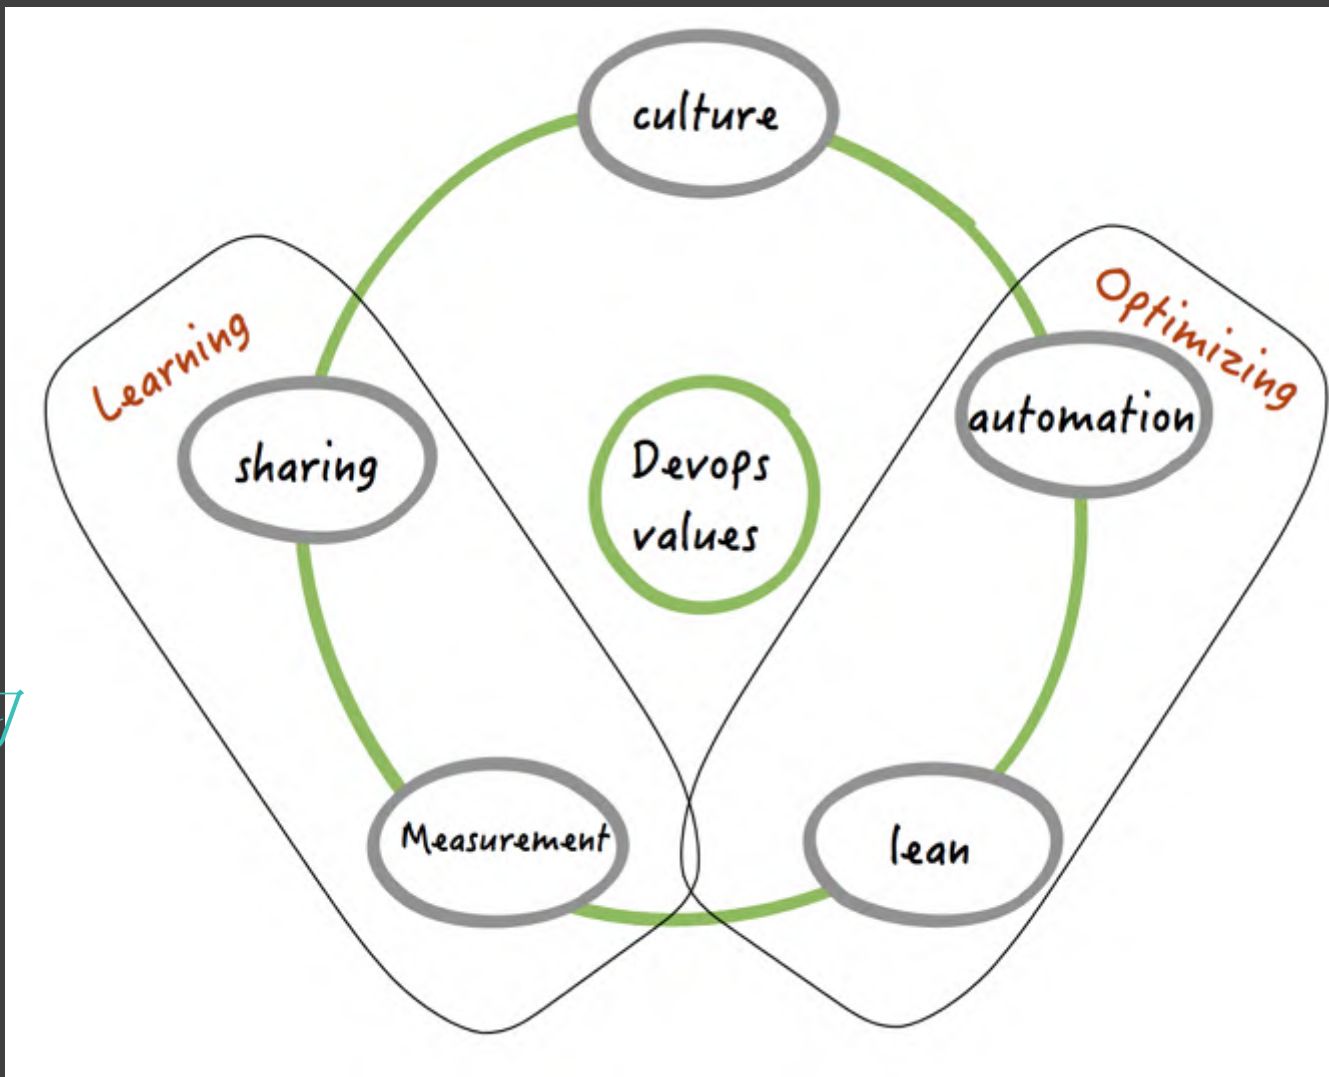 culture
Learning
Optimizing
sharing
automation
Devops
values
Measurement
lean